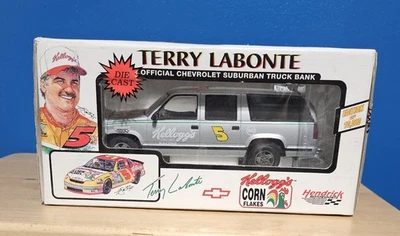 TERRY LABONTE
OFFICIAL CHEVROLET SUBURBAN TRUCK BANK
DIE
CAST
Kellogg's
5
Kellogg's
5
Terry Labonte
Kellogg's
CORN
FLAKES
Hendrick